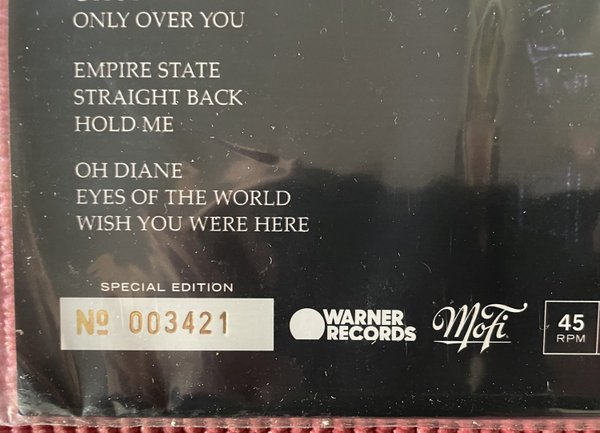 ONLY OVER YOU
EMPIRE STATE
STRAIGHT BACK
HOLD ME
OH DIANE
EYES OF THE WORLD
WISH YOU WERE HERE
SPECIAL EDITION
Nº 003421
WARNER
RECORDS
MoFi
45
RPM